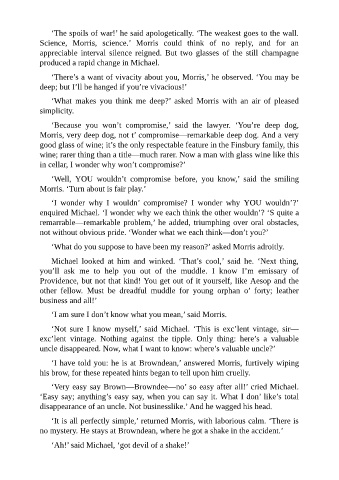 ‘The spoils of war!’ he said apologetically. ‘The weakest goes to the wall.
Science, Morris, science.’ Morris could think of no reply, and for an
appreciable interval silence reigned. But two glasses of the still champagne
produced a rapid change in Michael.
‘There’s a want of vivacity about you, Morris,’ he observed. ‘You may be
deep; but I’ll be hanged if you’re vivacious!’
‘What makes you think me deep?’ asked Morris with an air of pleased
simplicity.
‘Because you won’t compromise,’ said the lawyer. ‘You’re deep dog,
Morris, very deep dog, not t’ compromise—remarkable deep dog. And a very
good glass of wine; it’s the only respectable feature in the Finsbury family, this
wine; rarer thing than a title—much rarer. Now a man with glass wine like this
in cellar, I wonder why won’t compromise?’
‘Well, YOU wouldn’t compromise before, you know,’ said the smiling
Morris. ‘Turn about is fair play.’
‘I wonder why I wouldn’ compromise? I wonder why YOU wouldn’?’
enquired Michael. ‘I wonder why we each think the other wouldn’? ’S quite a
remarrable—remarkable problem,’ he added, triumphing over oral obstacles,
not without obvious pride. ‘Wonder what we each think—don’t you?’
‘What do you suppose to have been my reason?’ asked Morris adroitly.
Michael looked at him and winked. ‘That’s cool,’ said he. ‘Next thing,
you’ll ask me to help you out of the muddle. I know I’m emissary of
Providence, but not that kind! You get out of it yourself, like Aesop and the
other fellow. Must be dreadful muddle for young orphan o’ forty; leather
business and all!’
‘I am sure I don’t know what you mean,’ said Morris.
‘Not sure I know myself,’ said Michael. ‘This is exc’lent vintage, sir—
exc’lent vintage. Nothing against the tipple. Only thing: here’s a valuable
uncle disappeared. Now, what I want to know: where’s valuable uncle?’
‘I have told you: he is at Browndean,’ answered Morris, furtively wiping
his brow, for these repeated hints began to tell upon him cruelly.
‘Very easy say Brown—Browndee—no’ so easy after all!’ cried Michael.
‘Easy say; anything’s easy say, when you can say it. What I don’ like’s total
disappearance of an uncle. Not businesslike.’ And he wagged his head.
‘It is all perfectly simple,’ returned Morris, with laborious calm. ‘There is
no mystery. He stays at Browndean, where he got a shake in the accident.’
‘Ah!’ said Michael, ‘got devil of a shake!’